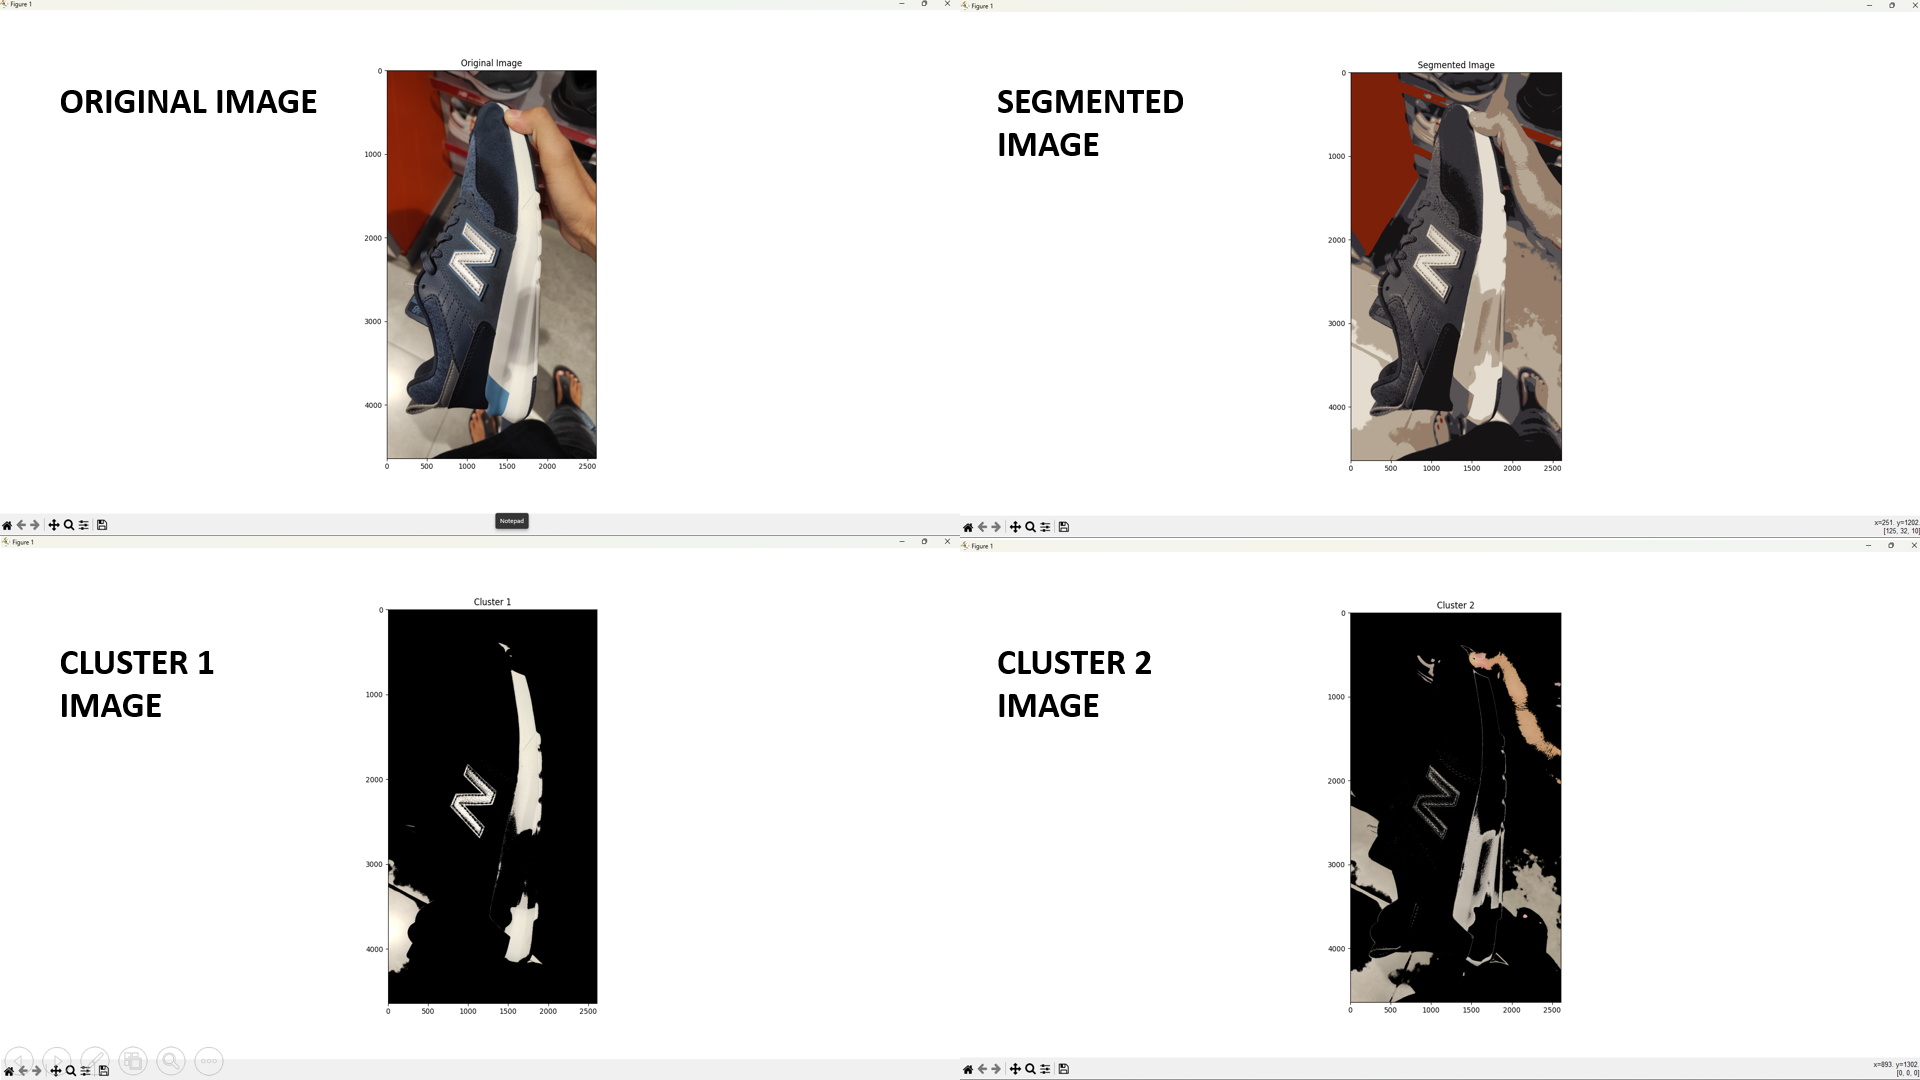 Figure 1
Original Image
ORIGINAL IMAGE
0
1000
2000
3000
4000
0 500 1000 1500 2000 2500
N
Notepad
Figure 1
Segmented Image
SEGMENTED
IMAGE
0
1000
2000
3000
4000
0 500 1000 1500 2000 2500
N
x=251. y=1202.
[125, 32, 10]
Figure 1
Cluster 1
CLUSTER 1
IMAGE
0
1000
2000
3000
4000
0 500 1000 1500 2000 2500
N
Figure 1
Cluster 2
CLUSTER 2
IMAGE
0
1000
2000
3000
4000
0 500 1000 1500 2000 2500
N
x=893. y=1302.
[0, 0, 0]